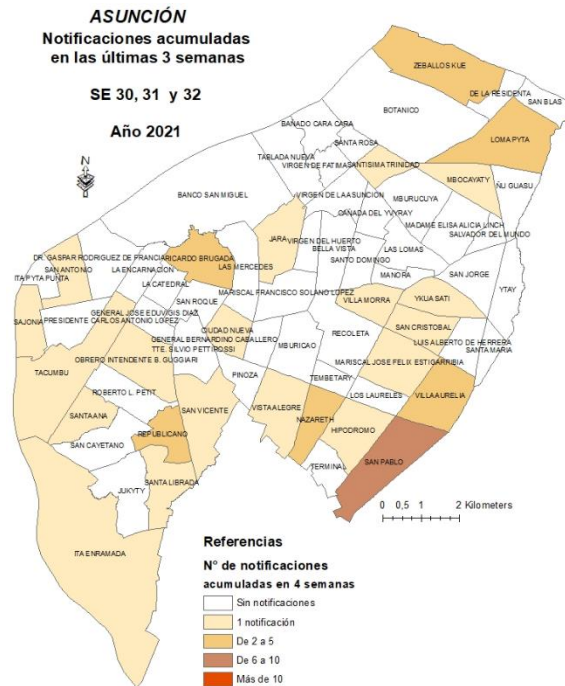 ASUNCIÓN
Notificaciones acumuladas
en las últimas 3 semanas
SE 30, 31 y 32
Año 2021
N
ZEBALLOS KUE
DE LA RESIDENTA
SAN BLAS
BOTANICO
LOMA PYTA
BAÑADO CARA CARA
SANTA ROSA
TABLADA NUEVA
VIRGEN DE FATIMA
SANTISIMA TRINIDAD
MBOCAYATY
ÑU GUASU
BANCO SAN MIGUEL
VIRGEN DE LA ASUNCION
MBURUCUYA
CAÑADA DEL YVYRAY
MADAME ELISA ALICIA LINCH
SALVADOR DEL MUNDO
JARA
VIRGEN DEL HUERTO
BELLA VISTA
LAS LOMAS
SANTO DOMINGO
MANORA
SAN JORGE
YTAY
DR. GASPAR RODRIGUEZ DE FRANCIA
RICARDO BRUGADA
LAS MERCEDES
SAN ANTONIO
LA ENCARNACION
ITA PYTA PUNTA
LA CATEDRAL
MARISCAL FRANCISCO SOLANO LOPEZ
SAN ROQUE
VILLA MORRA
YKUA SATI
GENERAL JOSE EDUVIGIS DIAZ
SAJONIA
PRESIDENTE CARLOS ANTONIO LOPEZ
CIUDAD NUEVA
GENERAL BERNARDINO CABALLERO
SAN CRISTOBAL
RECOLETA
LUIS ALBERTO DE HERRERA
SANTA MARIA
TTE. SILVIO PETTIROSSI
MBURICAO
OBRERO INTENDENTE B. GUGGIARI
MARISCAL JOSE FELIX ESTIGARRIBIA
TACUMBU
PINOZA
TEMBETARY
ROBERTO L. PETIT
LOS LAURELES
VILLA AURELIA
SANTA ANA
SAN VICENTE
VISTA ALEGRE
NAZARETH
HIPODROMO
REPUBLICANO
SAN CAYETANO
TERMINAL
SAN PABLO
JUKYTY
SANTA LIBRADA
ITA ENRAMADA
0 0,5 1 2 Kilometers
Referencias
N° de notificaciones
acumuladas en 4 semanas
Sin notificaciones
1 notificación
De 2 a 5
De 6 a 10
Más de 10